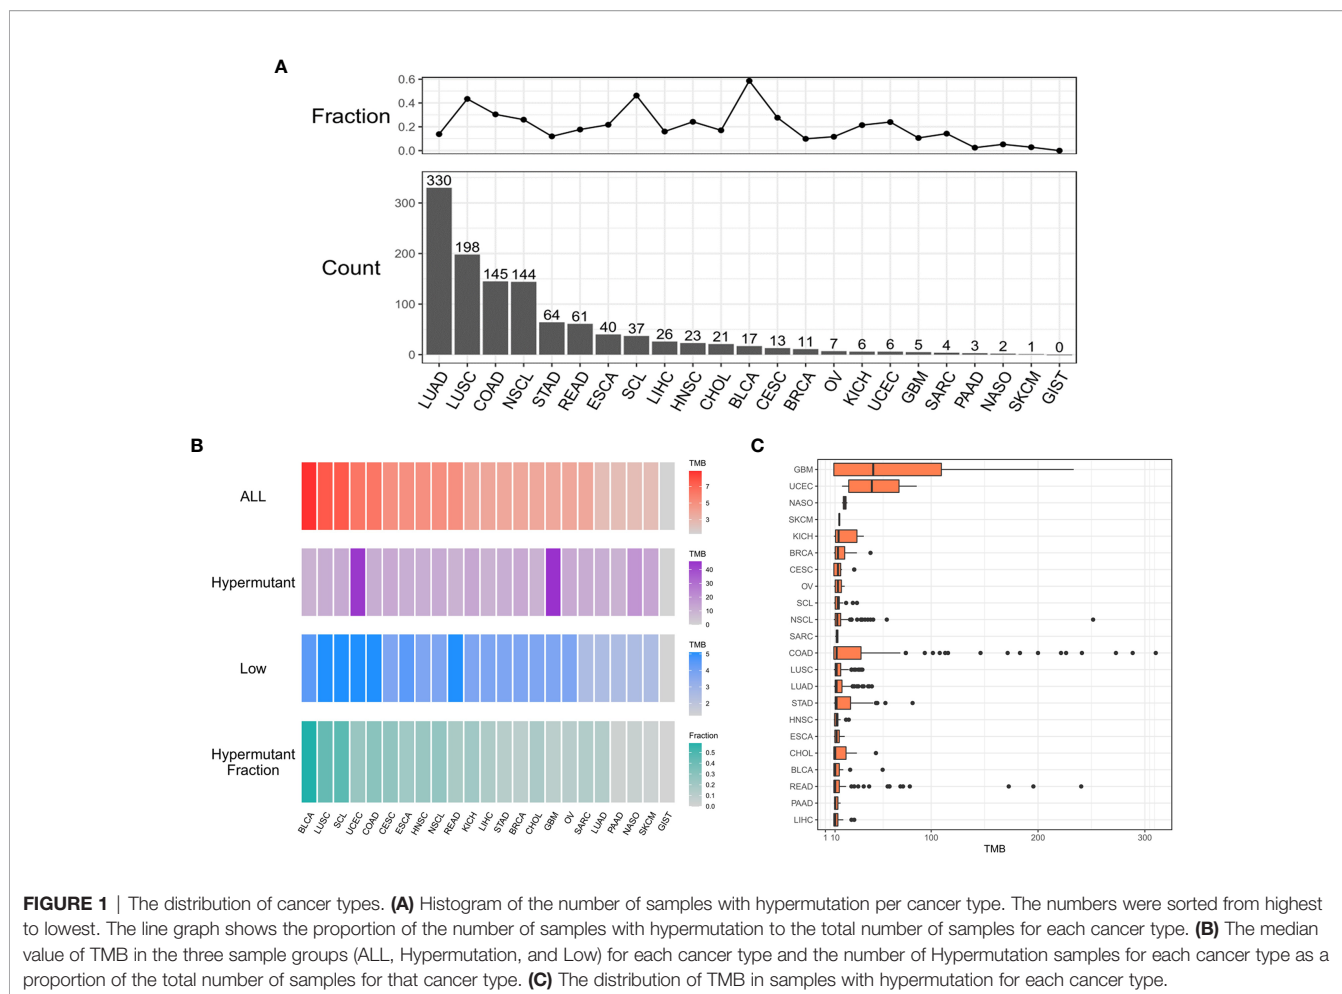 A
Fraction
0.6
0.4
0.2
0.0
Count
300
200
100
0
330
198
145 144
64 61 40 37 26 23 21 17 13 11 7 6 6 5 4 3 2 1 0
LUAD LUSC COAD NSCL STAD READ ESCA SCL LIHC HNSC CHOL BLCA CESC BRCA OV KICH UCEC GBM SARC PAAD NASO SKCM GIST
B
ALL
TMB
7
5
3
Hypermutant
TMB
40
30
20
10
0
Low
TMB
5
4
3
2
Hypermutant
Fraction
Fraction
0.5
0.4
0.3
0.2
0.1
0.0
BLCA LUSC SCL UCEC COAD CESC ESCA HNSC NSCL READ KICH LIHC STAD BRCA CHOL GBM OV SARC LUAD PAAD NASO SKCM GIST
C
GBM
UCEC
NASO
SKCM
KICH
BRCA
CESC
OV
SCL
NSCL
SARC
COAD
LUSC
LUAD
STAD
HNSC
ESCA
CHOL
BLCA
READ
PAAD
LIHC
1 10 100 200 300
TMB
FIGURE 1 | The distribution of cancer types. (A) Histogram of the number of samples with hypermutation per cancer type. The numbers were sorted from highest
to lowest. The line graph shows the proportion of the number of samples with hypermutation to the total number of samples for each cancer type. (B) The median
value of TMB in the three sample groups (ALL, Hypermutation, and Low) for each cancer type and the number of Hypermutation samples for each cancer type as a
proportion of the total number of samples for that cancer type. (C) The distribution of TMB in samples with hypermutation for each cancer type.